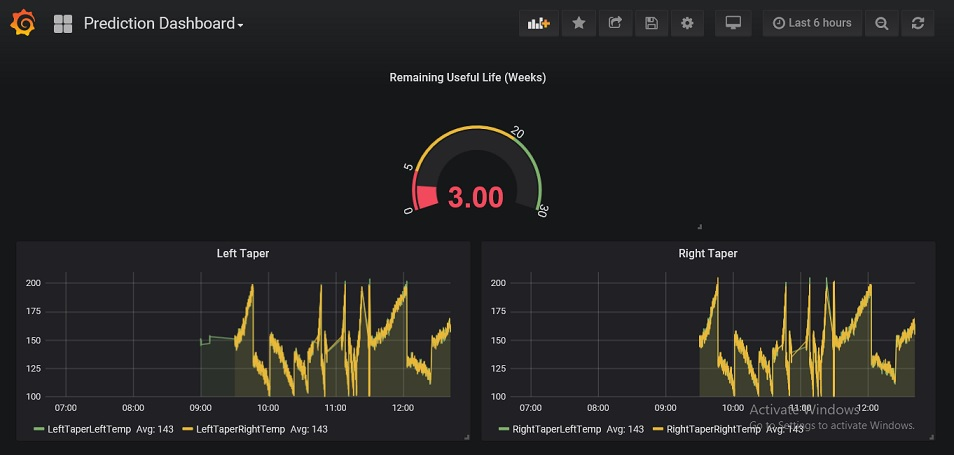 Prediction Dashboard
Last 6 hours
Remaining Useful Life (Weeks)
0
5
20
30
3.00
Left Taper
200
175
150
125
100
07:00 08:00 09:00 10:00 11:00 12:00
LeftTaperLeftTemp Avg: 143 LeftTaperRightTemp Avg: 143
Right Taper
200
175
150
125
100
07:00 08:00 09:00 10:00 11:00 12:00
RightTaperLeftTemp Avg: 143 RightTaperRightTemp Avg: 143
Activate Windows
Go to Settings to activate Windows.